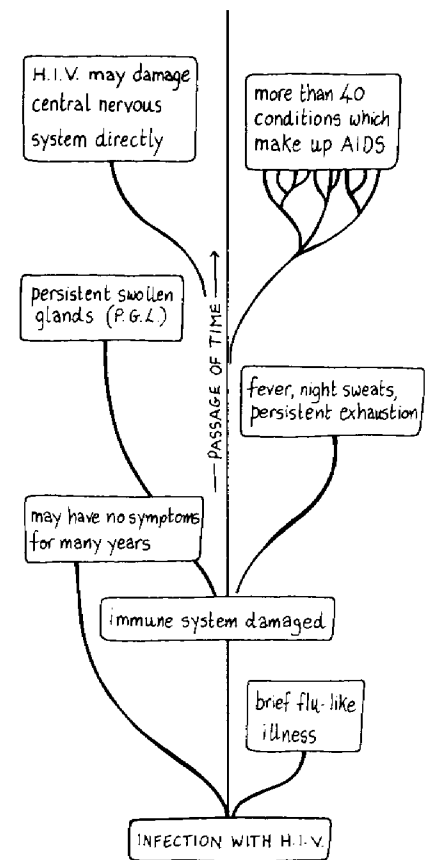 H.I.V. may damage
central nervous
system directly
more than 40
conditions which
make up AIDS
persistent swollen
glands (P.G.L.)
PASSAGE OF TIME
fever, night sweats,
persistent exhaustion
may have no symptoms
for many years
immune system damaged
brief flu-like
illness
INFECTION WITH H.I.V.